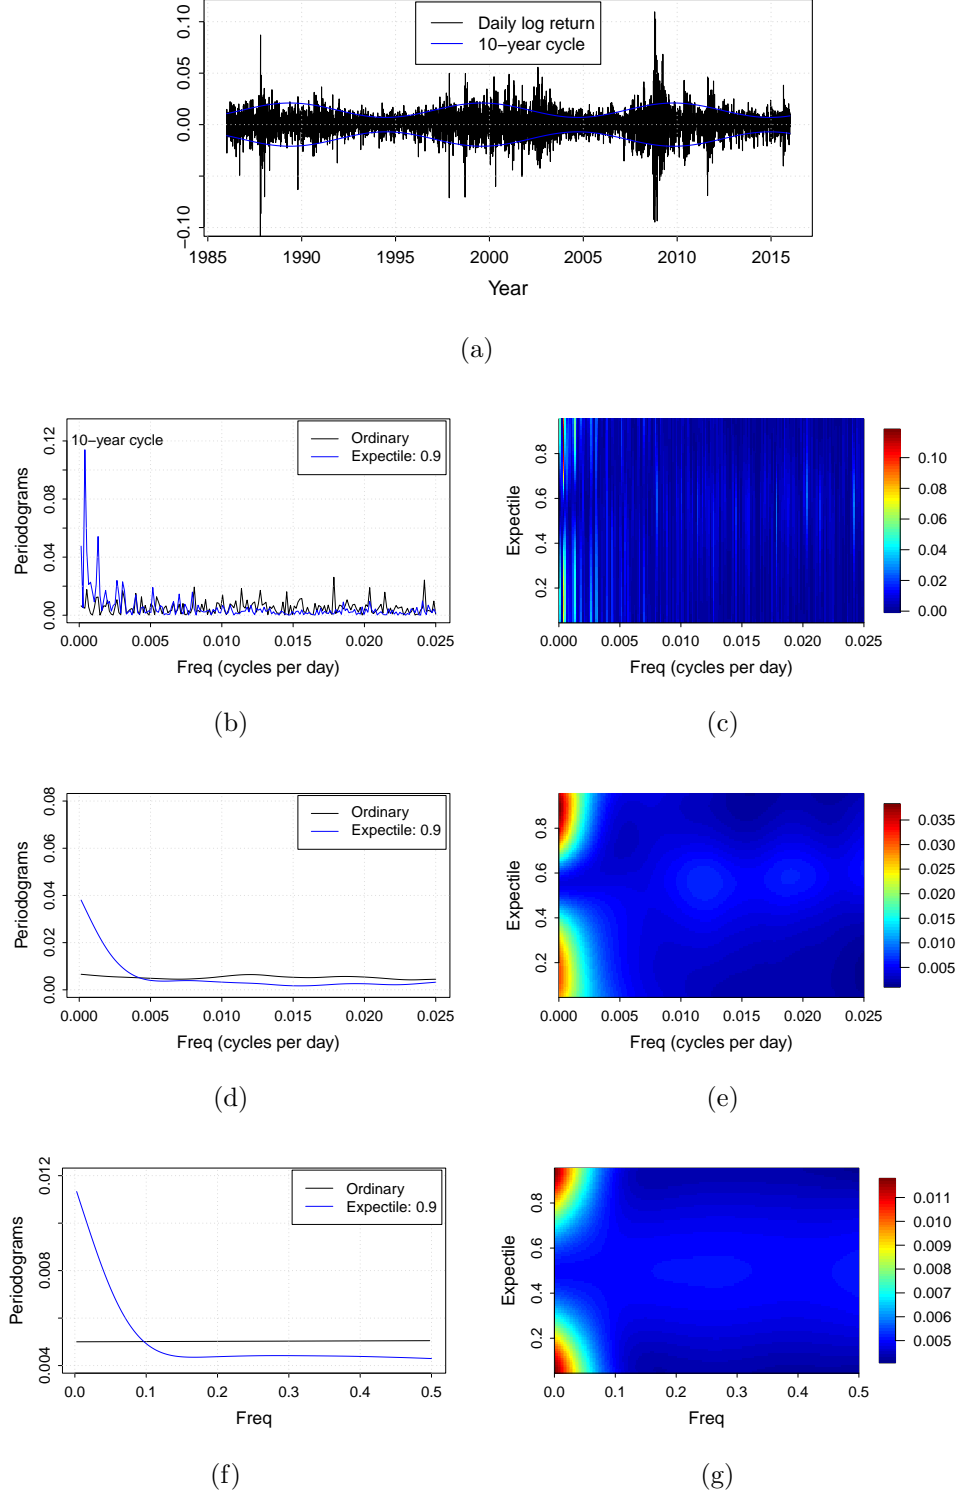 0.10
0.05
0.00
−0.10
Daily log return
10−year cycle
1985 1990 1995 2000 2005 2010 2015
Year
(a)
Periodograms
0.12
0.08
0.04
0.00
10−year cycle
Ordinary
Expectile: 0.9
0.000 0.005 0.010 0.015 0.020 0.025
Freq (cycles per day)
(b)
Expectile
0.8
0.6
0.4
0.2
0.000 0.005 0.010 0.015 0.020 0.025
Freq (cycles per day)
0.10
0.08
0.06
0.04
0.02
0.00
(c)
Periodograms
0.08
0.06
0.04
0.02
0.00
Ordinary
Expectile: 0.9
0.000 0.005 0.010 0.015 0.020 0.025
Freq (cycles per day)
(d)
Expectile
0.8
0.6
0.4
0.2
0.000 0.005 0.010 0.015 0.020 0.025
Freq (cycles per day)
0.035
0.030
0.025
0.020
0.015
0.010
0.005
(e)
Periodograms
0.012
0.008
0.004
Ordinary
Expectile: 0.9
0.0 0.1 0.2 0.3 0.4 0.5
Freq
(f)
Expectile
0.8
0.6
0.4
0.2
0.0 0.1 0.2 0.3 0.4 0.5
Freq
0.011
0.010
0.009
0.008
0.007
0.006
0.005
(g)